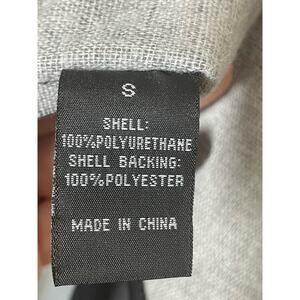 S
SHELL:
100%POLYURETHANE
SHELL BACKING:
100%POLYESTER
MADE IN CHINA